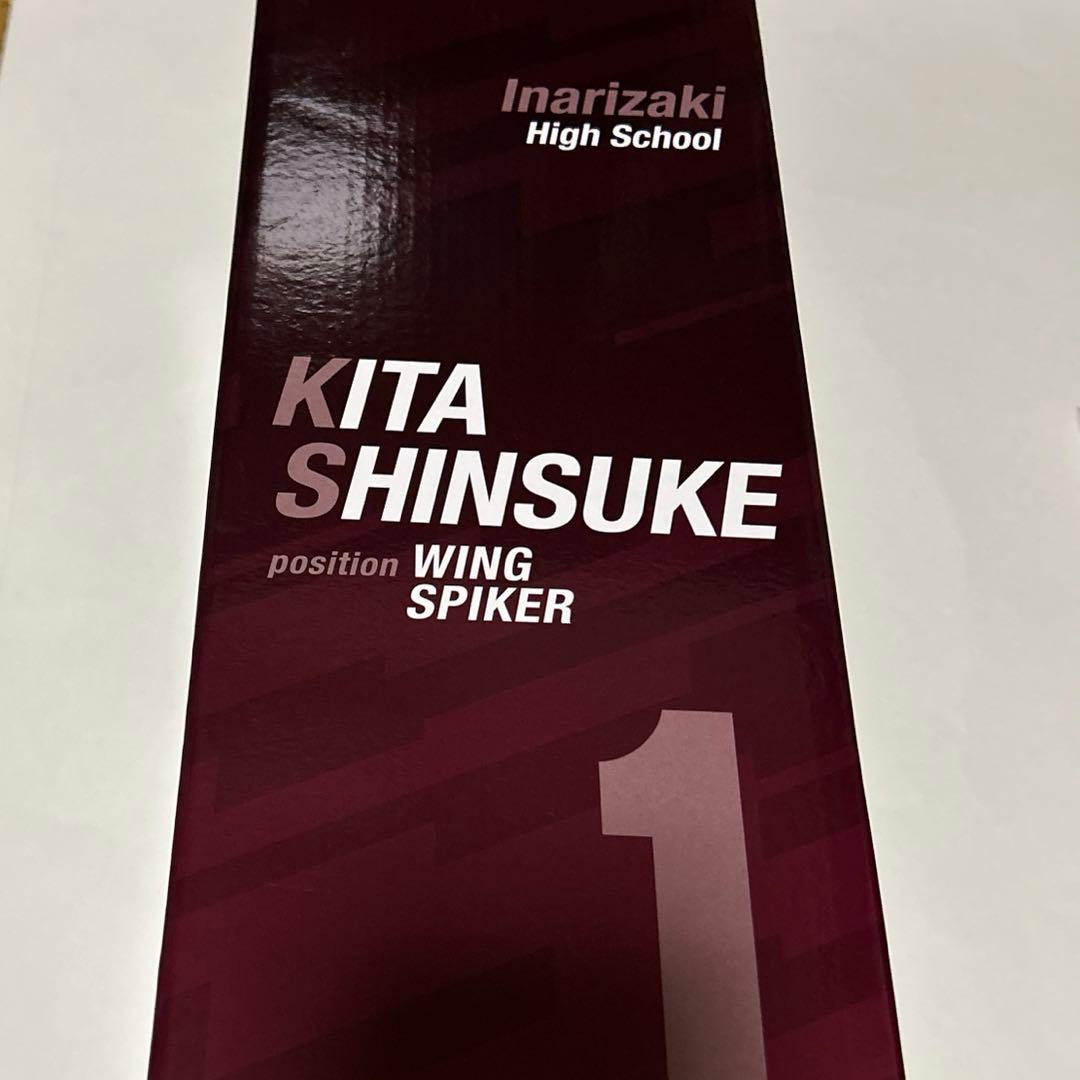 Inarizaki
High School
KITA
SHINSUKE
position WING
SPIKER
1